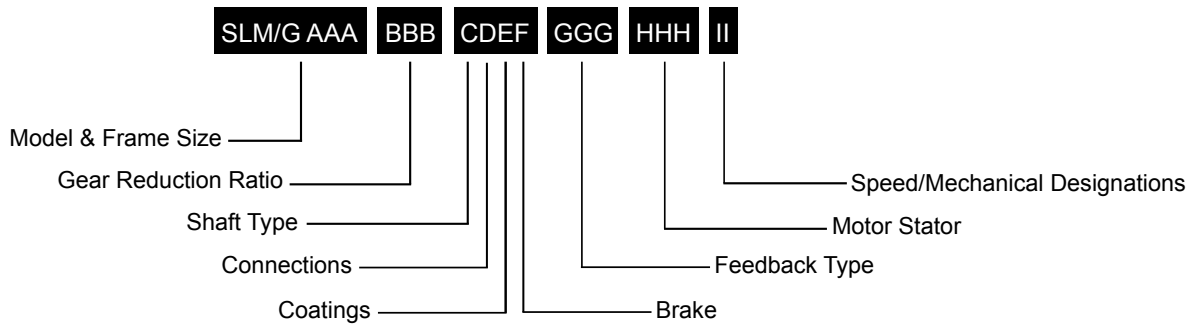 SLM/G AAA BBB CDEF GGG HHH II
Model & Frame Size
Gear Reduction Ratio
Speed/Mechanical Designations
Shaft Type
Motor Stator
Connections
Feedback Type
Coatings
Brake